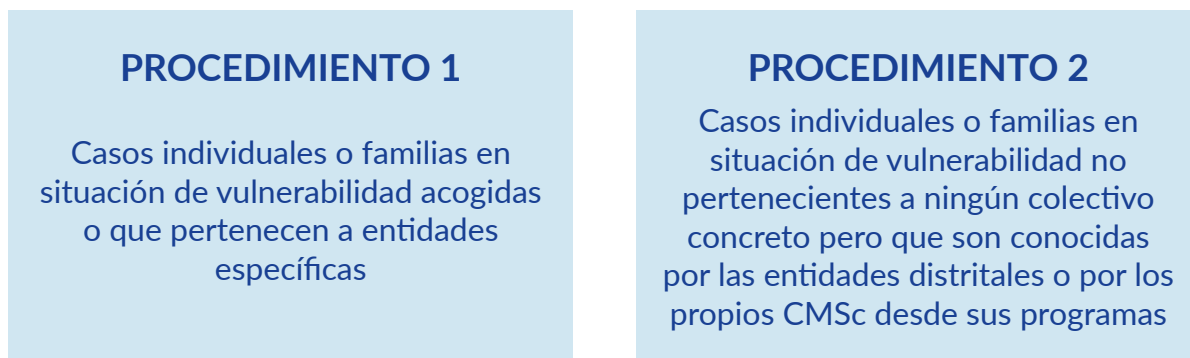 PROCEDIMIENTO 1
Casos individuales o familias en
situación de vulnerabilidad acogidas
o que pertenecen a entidades
específicas
PROCEDIMIENTO 2
Casos individuales o familias en
situación de vulnerabilidad no
pertenecientes a ningún colectivo
concreto pero que son conocidas
por las entidades distritales o por los
propios CMSc desde sus programas